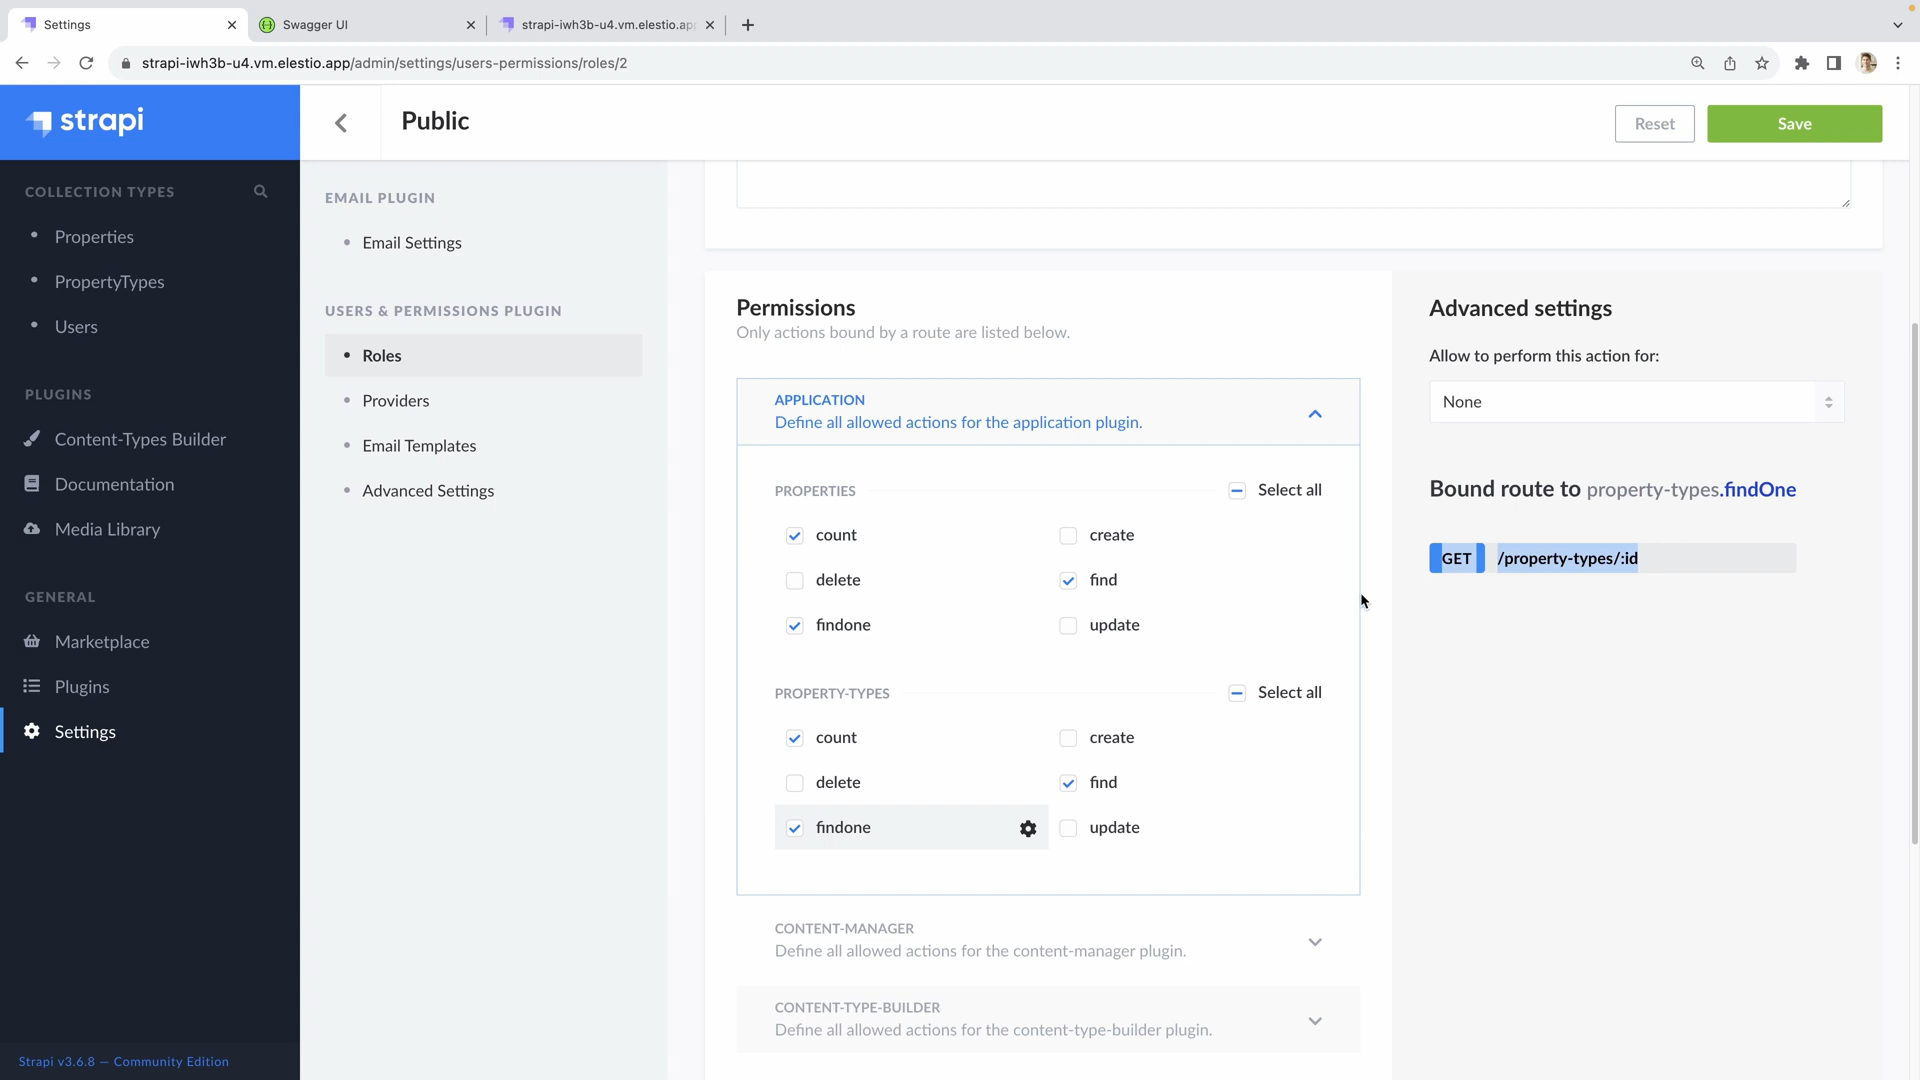 Settings
Swagger UI
strapi-iwh3b-u4.vm.elestio.ap
strapi-iwh3b-u4.vm.elestio.app/admin/settings/users-permissions/roles/2
strapi
Public
Reset
Save
COLLECTION TYPES
Properties
PropertyTypes
Users
PLUGINS
Content-Types Builder
Documentation
Media Library
GENERAL
Marketplace
Plugins
Settings
Strapi v3.6.8 — Community Edition
EMAIL PLUGIN
Email Settings
USERS & PERMISSIONS PLUGIN
Roles
Providers
Email Templates
Advanced Settings
Permissions
Only actions bound by a route are listed below.
APPLICATION
Define all allowed actions for the application plugin.
PROPERTIES
Select all
count
create
delete
find
findone
update
PROPERTY-TYPES
Select all
count
create
delete
find
findone
update
CONTENT-MANAGER
Define all allowed actions for the content-manager plugin.
CONTENT-TYPE-BUILDER
Define all allowed actions for the content-type-builder plugin.
Advanced settings
Allow to perform this action for:
None
Bound route to property-types.findOne
GET /property-types/:id